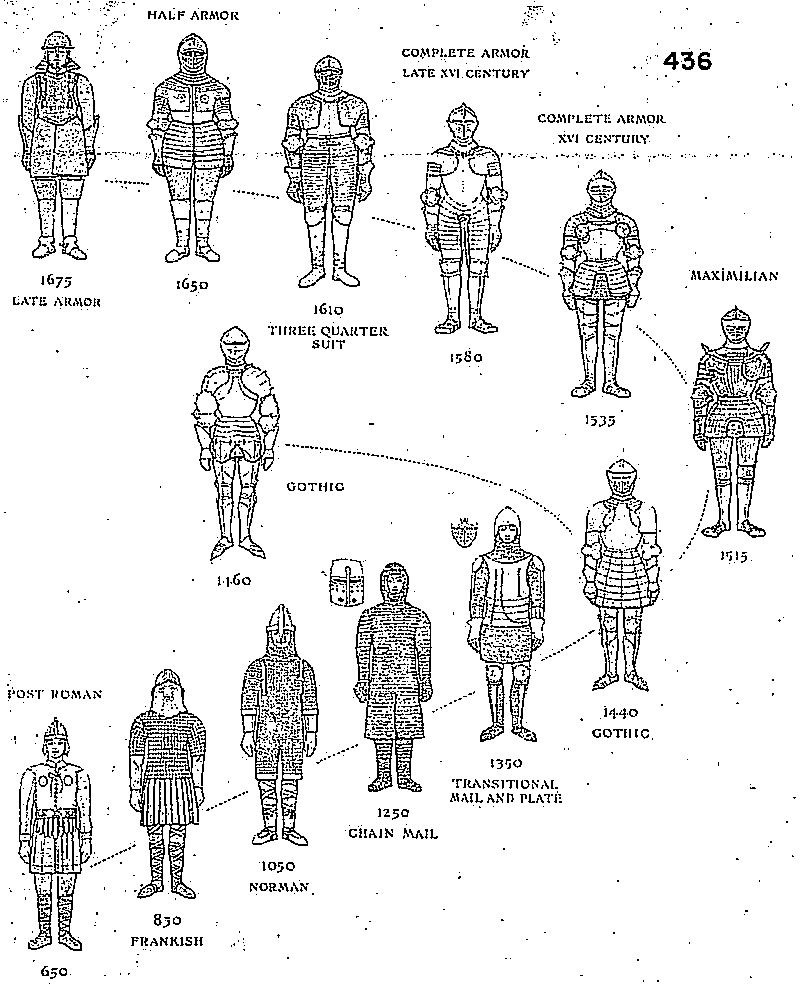 HALF ARMOR
COMPLETE ARMOR
LATE XVI CENTURY
436
COMPLETE ARMOR
XVI CENTURY
1675
LATE ARMOR
1650
1610
THREE QUARTER
SUIT
1580
1535
MAXIMILIAN
1515
GOTHIC
1460
1440
GOTHIC
1350
TRANSITIONAL
MAIL AND PLATE
1250
CHAIN MAIL
1050
NORMAN
POST ROMAN
830
FRANKISH
650